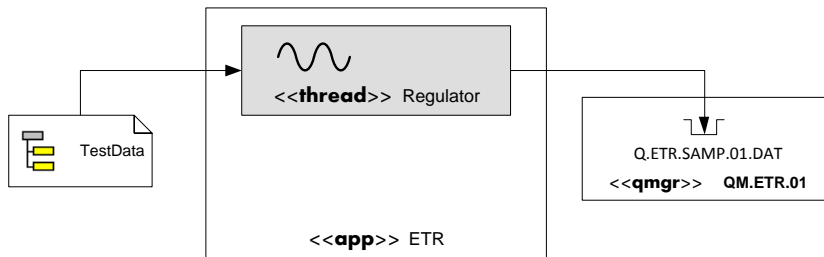 <<thread>> Regulator
TestData
Q.ETR.SAMP.01.DAT
<<qmgr>> QM.ETR.01
<<app>> ETR